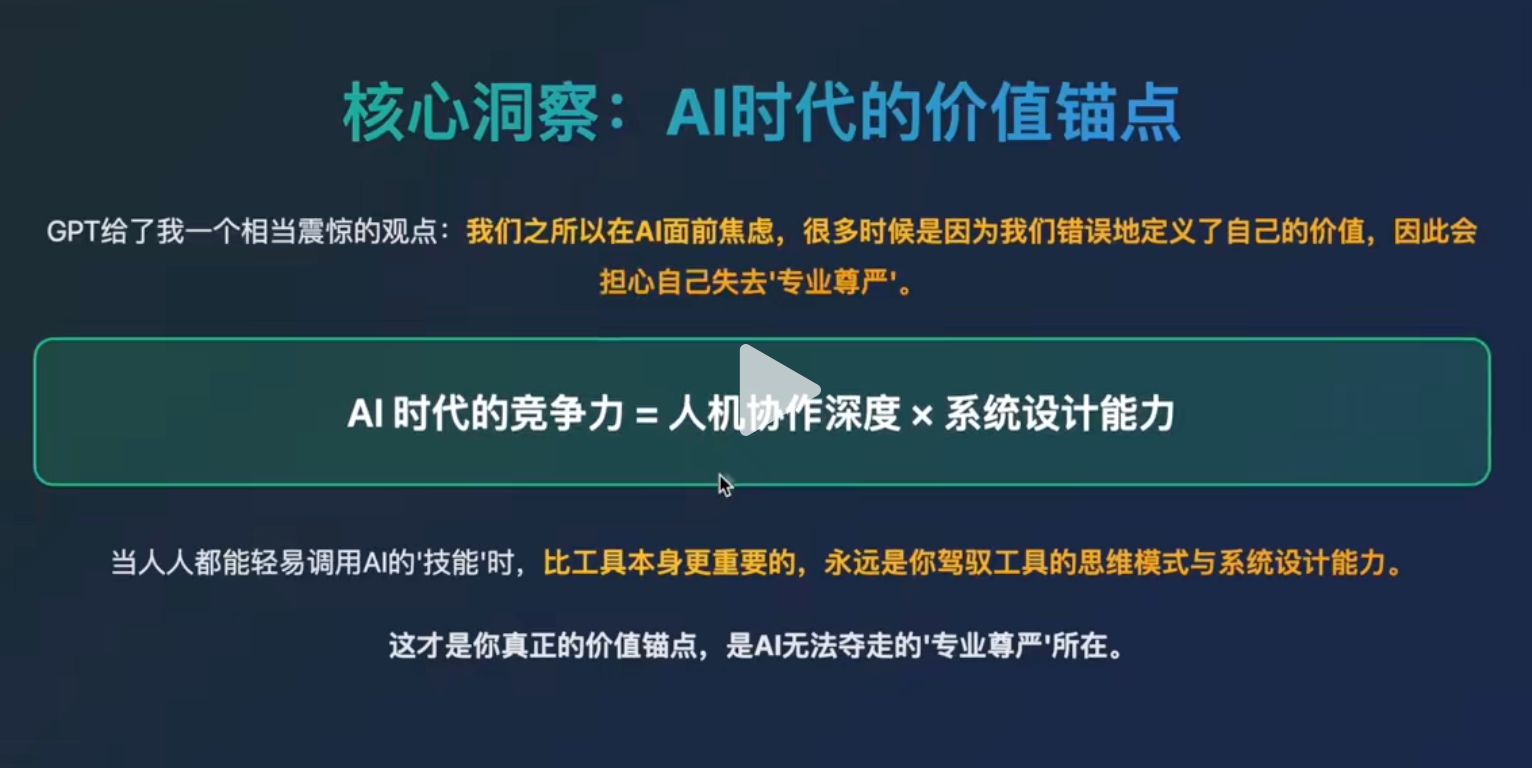 核心洞察：AI时代的价值锚点
GPT给了我一个相当震惊的观点：我们之所以在AI面前焦虑，很多时候是因为我们错误地定义了自己的价值，因此会
担心自己失去'专业尊严'。
AI 时代的竞争力 = 人机协作深度 × 系统设计能力
当人人都能轻易调用AI的'技能'时，比工具本身更重要的，永远是你驾驭工具的思维模式与系统设计能力。
这才是你真正的价值锚点，是AI无法夺走的'专业尊严'所在。